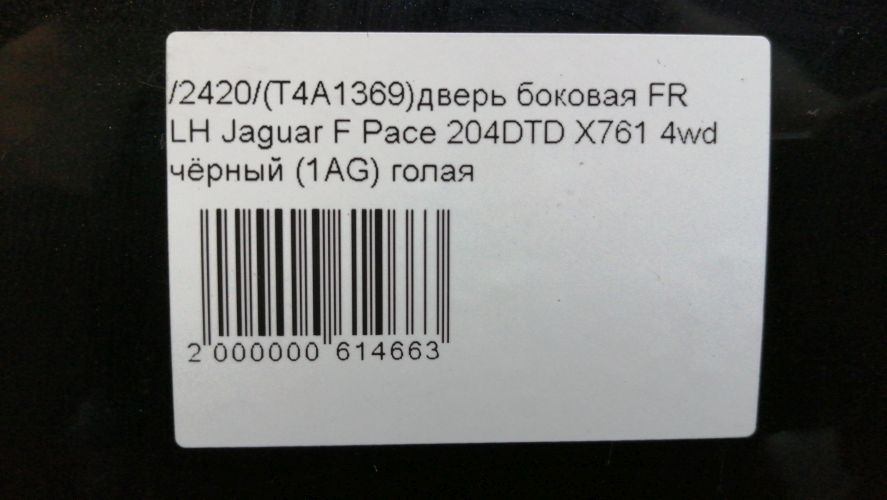 /2420/(T4A1369)дверь боковая FR
LH Jaguar F Pace 204DTD X761 4wd
чёрный (1AG) голая
2 000000 614663